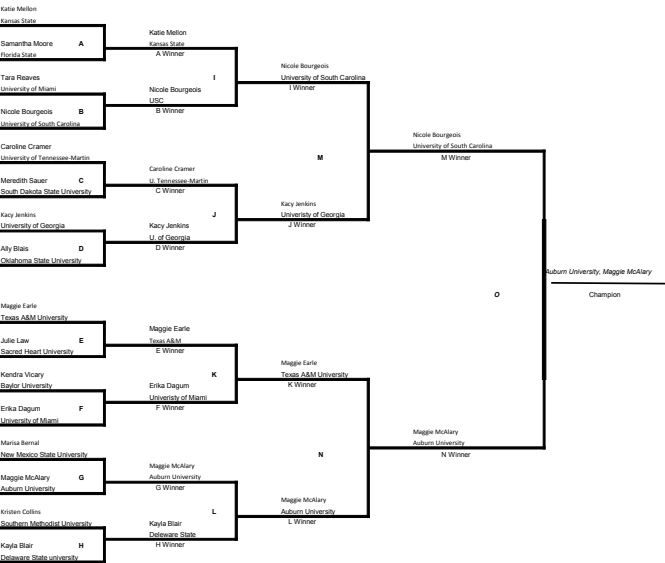 Katie Mellon
Kansas State
Samantha Moore A
Florida State
Tara Reaves
University of Miami
Nicole Bourgeois B
University of South Carolina
Caroline Cramer
University of Tennessee-Martin
Meredith Sauer C
South Dakota State University
Kacy Jenkins
University of Georgia
Ally Blais D
Oklahoma State University
Maggie Earle
Texas A&M University
Julie Law E
Sacred Heart University
Kendra Vicary
Baylor University
Erika Dagum F
University of Miami
Marisa Bernal
New Mexico State University
Maggie McAlary G
Auburn University
Kristen Collins
Southern Methodist University
Kayla Blair H
Delaware State university
Katie Mellon
Kansas State
A Winner
I
Nicole Bourgeois
USC
B Winner
Caroline Cramer
U. Tennessee-Martin
C Winner
J
Kacy Jenkins
U. of Georgia
D Winner
Maggie Earle
Texas A&M
E Winner
K
Erika Dagum
Univeristy of Miami
F Winner
Maggie McAlary
Auburn University
G Winner
L
Kayla Blair
Deleware State
H Winner
Nicole Bourgeois
University of South Carolina
I Winner
M
Kacy Jenkins
Univeristy of Georgia
J Winner
Maggie Earle
Texas A&M University
K Winner
N
Maggie McAlary
Auburn University
L Winner
Nicole Bourgeois
University of South Carolina
M Winner
O
Maggie McAlary
Auburn University
N Winner
Auburn University, Maggie McAlary
Champion